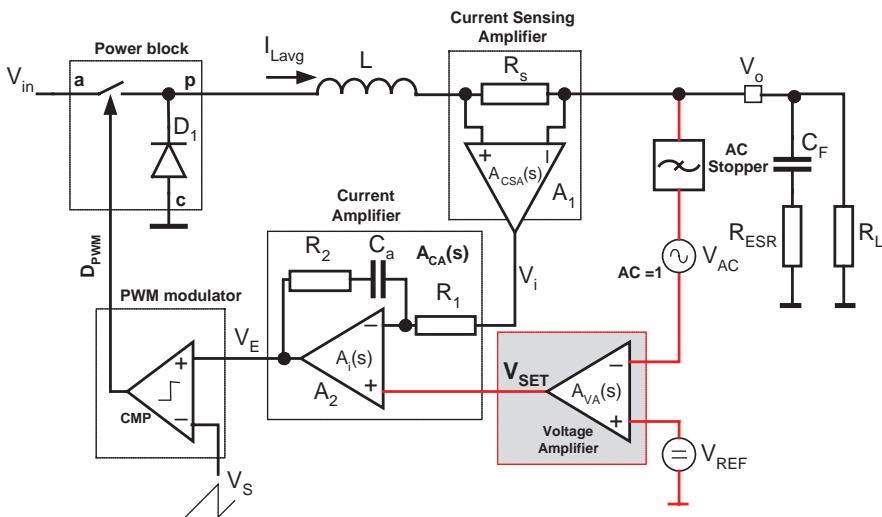 Current Sensing
Amplifier
Power block
I_Lavg
L
R_s
V_in
a
p
V_o
D_1
c
+
−
A_CSA(s)
A_1
AC
Stopper
C_F
Current
Amplifier
R_2
C_a
A_CA(s)
R_1
V_i
AC =1
V_AC
R_ESR
R_L
D_PWM
PWM modulator
V_E
−
A_i(s)
+
A_2
V_SET
−
A_VA(s)
+
Voltage
Amplifier
+
−
CMP
V_S
=
V_REF